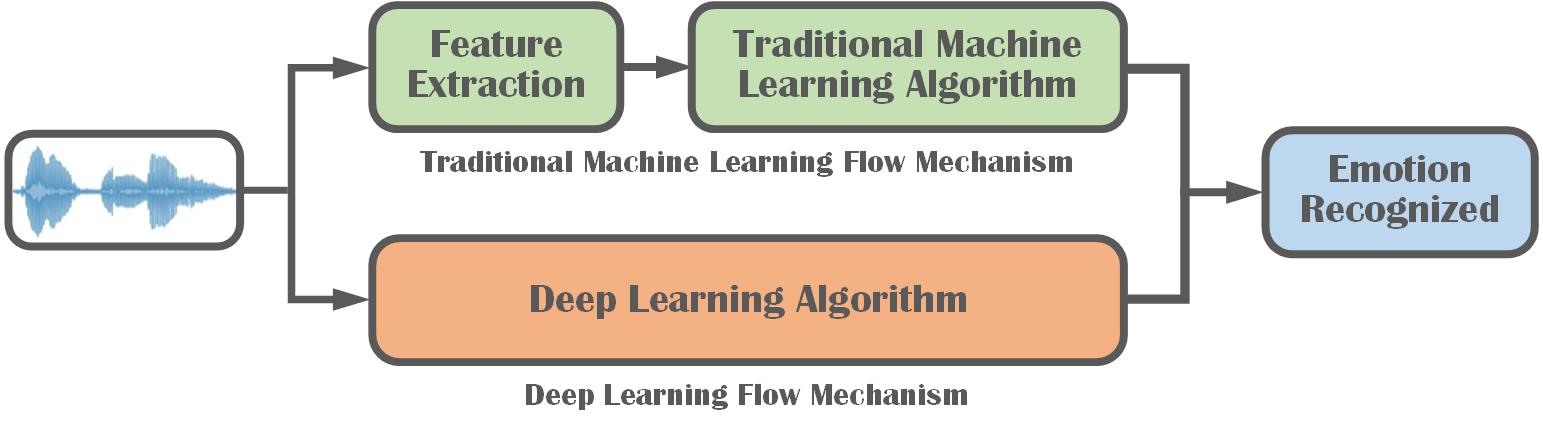 Feature
Extraction
Traditional Machine
Learning Algorithm
Traditional Machine Learning Flow Mechanism
Emotion
Recognized
Deep Learning Algorithm
Deep Learning Flow Mechanism